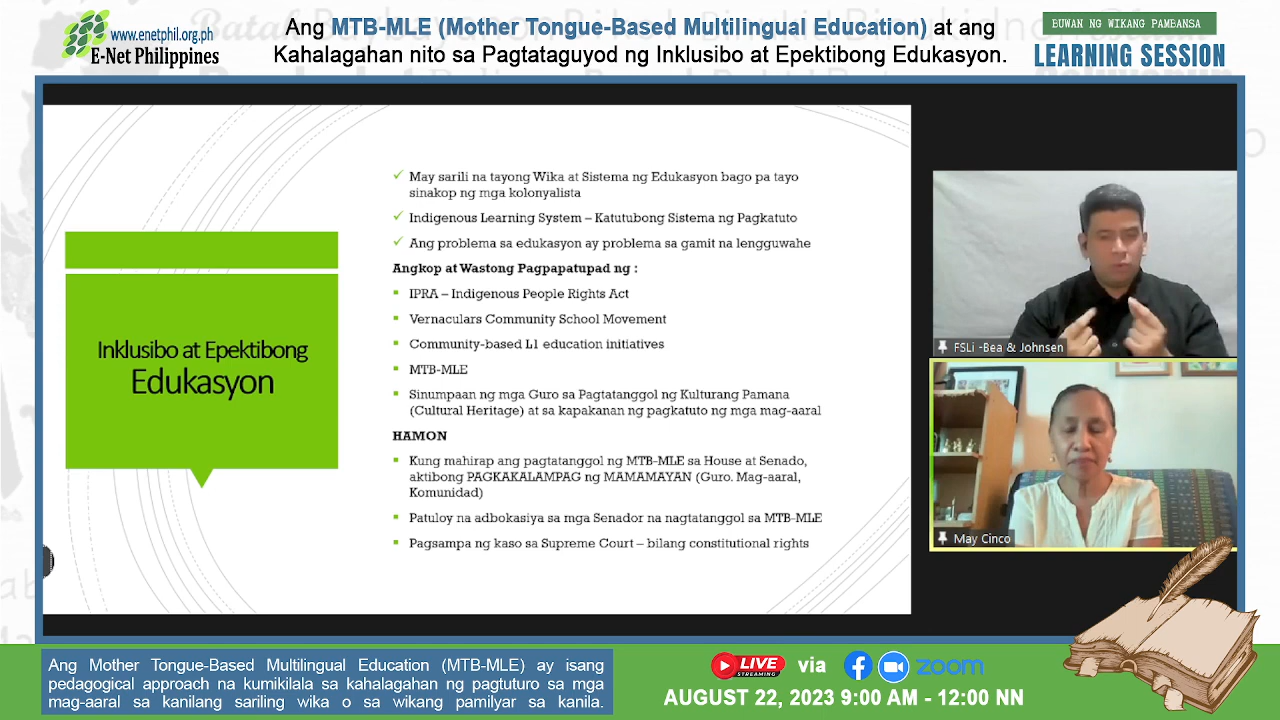 www.enetphil.org.ph
E-Net Philippines
Ang MTB-MLE (Mother Tongue-Based Multilingual Education) at ang
Kahalagahan nito sa Pagtataguyod ng Inklusibo at Epektibong Edukasyon.
BUWAN NG WIKANG PAMBANSA
LEARNING SESSION
Inklusibo at Epektibong
Edukasyon
May sarili na tayong Wika at Sistema ng Edukasyon bago pa tayo
sinakop ng mga kolonyalista
Indigenous Learning System – Katutubong Sistema ng Pagkatuto
Ang problema sa edukasyon ay problema sa gamit na lengguwahe
Angkop at Wastong Pagpapatupad ng :
IPRA – Indigenous People Rights Act
Vernaculars Community School Movement
Community-based L1 education initiatives
MTB-MLE
Sinumpaan ng mga Guro sa Pagtatanggol ng Kulturang Pamana
(Cultural Heritage) at sa kapakanan ng pagkatuto ng mga mag-aaral
HAMON
Kung mahirap ang pagtatanggol ng MTB-MLE sa House at Senado,
aktibong PAGKAKALAMPAG ng MAMAMAYAN (Guro. Mag-aaral,
Komunidad)
Patuloy na adbokasiya sa mga Senador na nagtatanggol sa MTB-MLE
Pagsampa ng kaso sa Supreme Court – bilang constitutional rights
FSLi -Bea & Johnsen
May Cinco
Ang Mother Tongue-Based Multilingual Education (MTB-MLE) ay isang
pedagogical approach na kumikilala sa kahalagahan ng pagtuturo sa mga
mag-aaral sa kanilang sariling wika o sa wikang pamilyar sa kanila.
LIVE STREAMING via zoom
AUGUST 22, 2023 9:00 AM - 12:00 NN